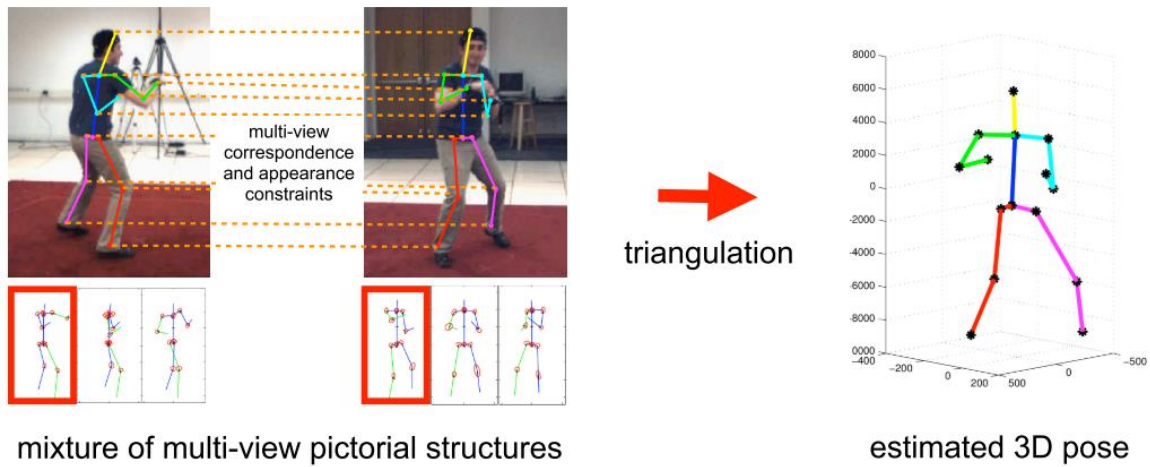 multi-view
correspondence
and appearance
constraints
mixture of multi-view pictorial structures
triangulation
8000
6000
4000
2000
0
-2000
-4000
-6000
-8000
0000
-400
-200
0
200
500
0
-500
estimated 3D pose